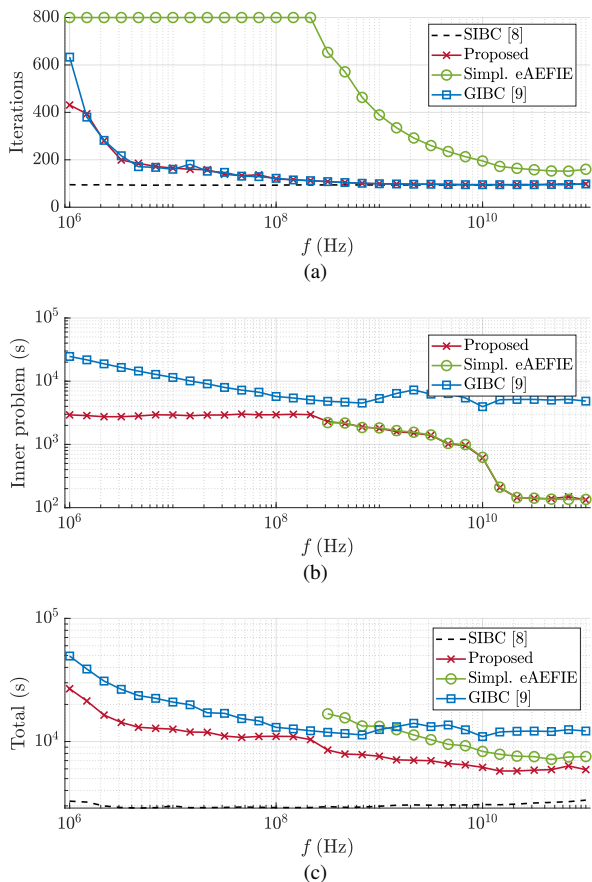 800
600
400
200
0
Iterations
SIBC [8]
Proposed
Simpl. eAEFIE
GIBC [9]
10^6
10^8
10^10
f (Hz)
(a)
10^5
10^4
10^3
10^2
Inner problem (s)
Proposed
Simpl. eAEFIE
GIBC [9]
10^6
10^8
10^10
f (Hz)
(b)
10^5
10^4
Total (s)
SIBC [8]
Proposed
Simpl. eAEFIE
GIBC [9]
10^6
10^8
10^10
f (Hz)
(c)